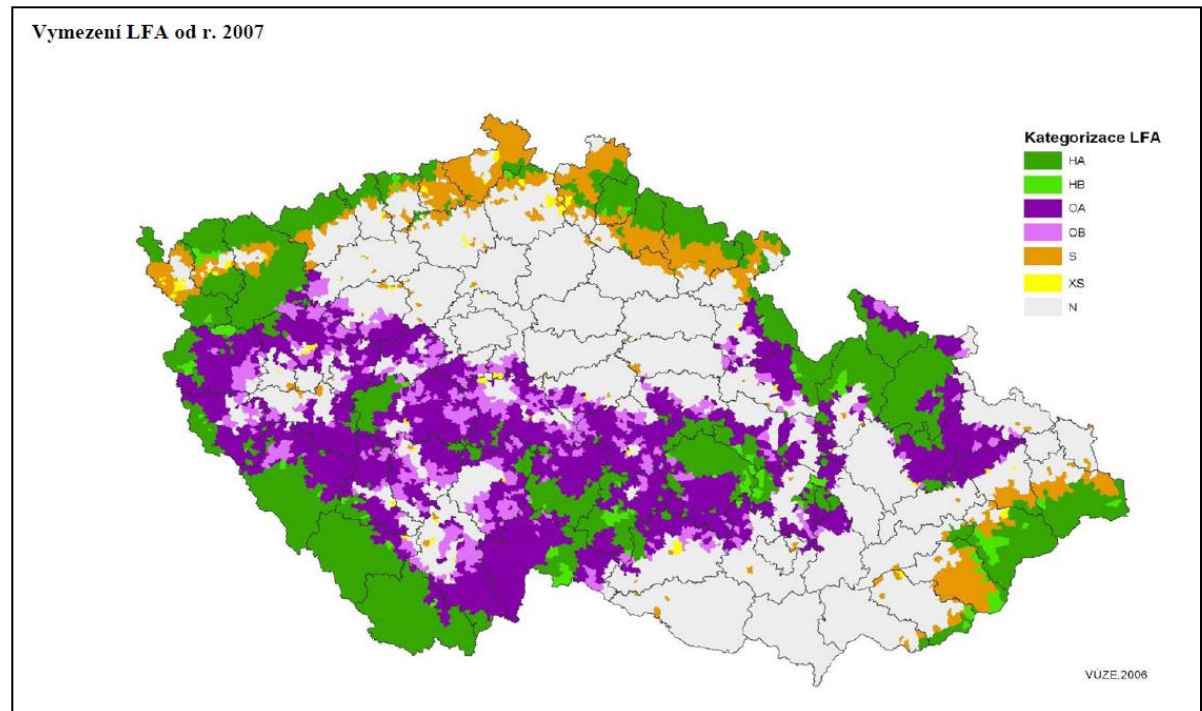 Vymezení LFA od r. 2007
Kategorizace LFA
HA
HB
OA
OB
S
XS
N
VÚZE,2006